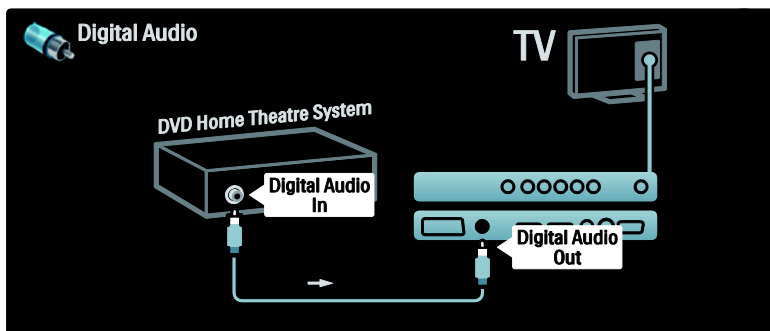 Digital Audio
TV
DVD Home Theatre System
Digital Audio
In
Digital Audio
Out